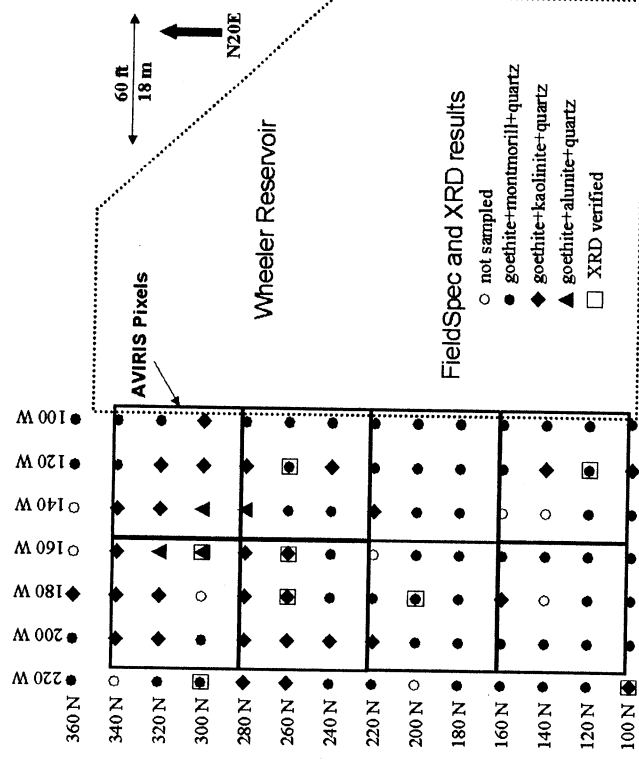 60 ft
18 m
N20E
Wheeler Reservoir
AVIRIS Pixels
FieldSpec and XRD results
not sampled
goethite+montmorill+quartz
goethite+kaolinite+quartz
goethite+alunite+quartz
XRD verified
100 W
120 W
140 W
160 W
180 W
200 W
220 W
360 N
340 N
320 N
300 N
280 N
260 N
240 N
220 N
200 N
180 N
160 N
140 N
120 N
100 N